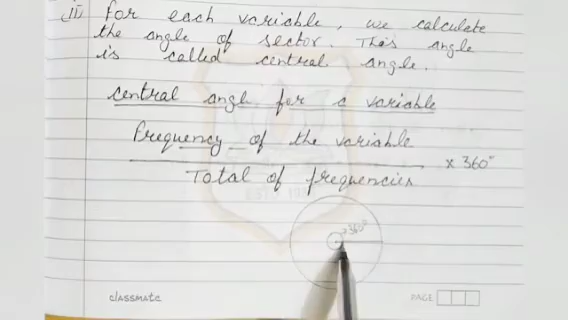 iii) For each variable, we calculate
the angle of sector. This angle
is called central angle.
central angle for a variable
frequency of the variable
Total of frequencies × 360°
360°
classmate PAGE